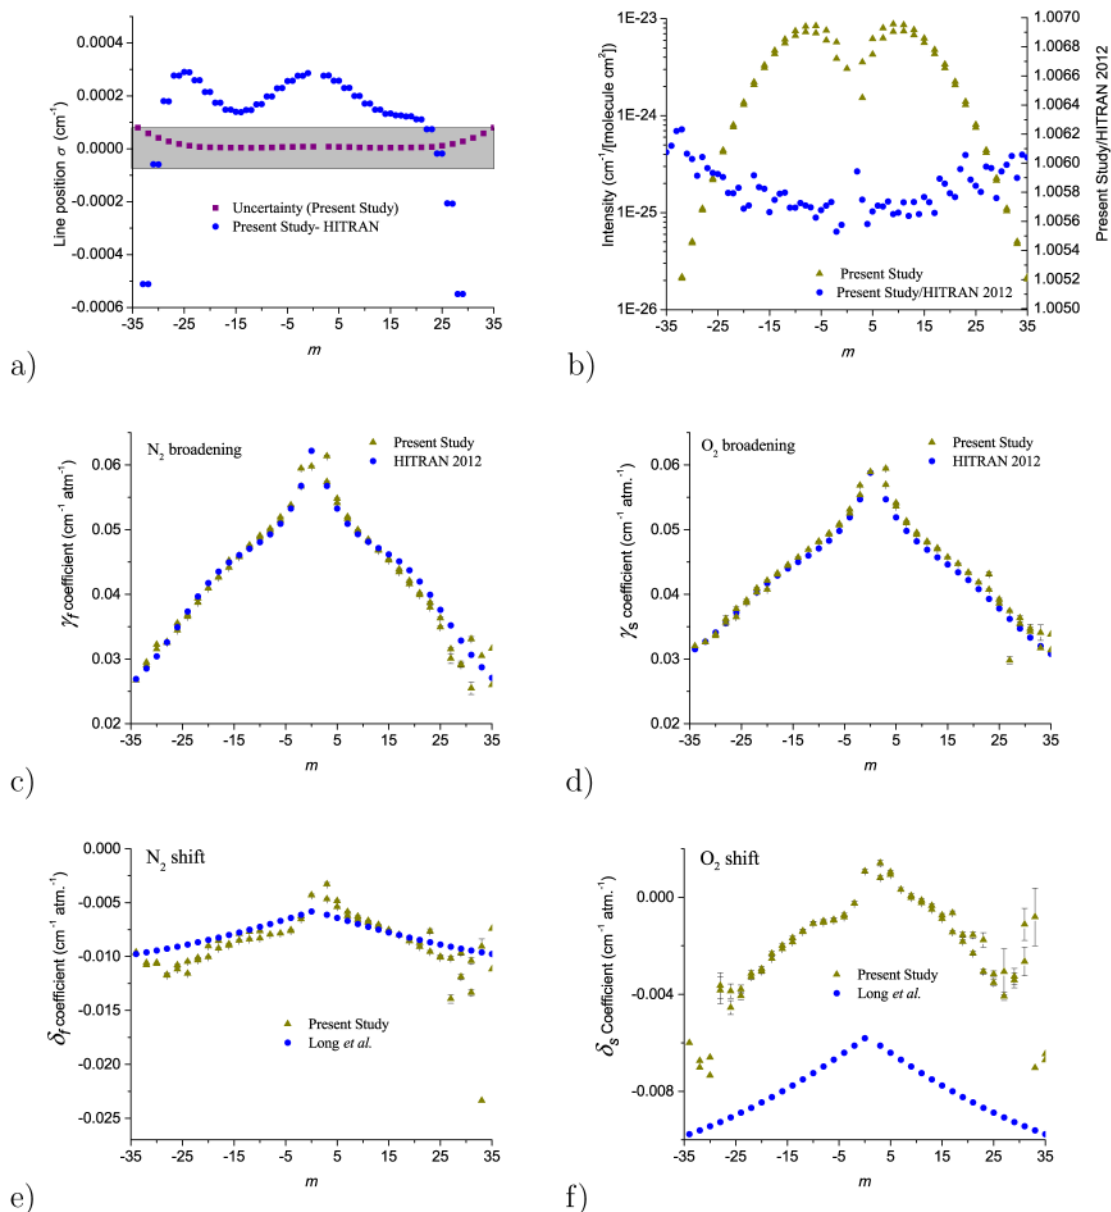 0.0004
0.0002
0.0000
-0.0002
-0.0004
-0.0006
Line position σ (cm⁻¹)
Uncertainty (Present Study)
Present Study- HITRAN
-35 -25 -15 -5 5 15 25 35
m
a)
1E-23
1E-24
1E-25
1E-26
Intensity (cm⁻¹/[molecule cm²])
1.0070
1.0068
1.0066
1.0064
1.0062
1.0060
1.0058
1.0056
1.0054
1.0052
1.0050
Present Study/HITRAN 2012
Present Study
Present Study/HITRAN 2012
-35 -25 -15 -5 5 15 25 35
m
b)
N₂ broadening
Present Study
HITRAN 2012
0.06
0.05
0.04
0.03
0.02
γf coefficient (cm⁻¹ atm⁻¹)
-35 -25 -15 -5 5 15 25 35
m
c)
O₂ broadening
Present Study
HITRAN 2012
0.06
0.05
0.04
0.03
0.02
γs coefficient (cm⁻¹ atm.⁻¹)
-35 -25 -15 -5 5 15 25 35
m
d)
N₂ shift
0.000
-0.005
-0.010
-0.015
-0.020
-0.025
δf coefficient (cm⁻¹ atm.⁻¹)
Present Study
Long et al.
-35 -25 -15 -5 5 15 25 35
m
e)
O₂ shift
0.000
-0.004
-0.008
δs Coefficient (cm⁻¹ atm.⁻¹)
Present Study
Long et al.
-35 -25 -15 -5 5 15 25 35
m
f)